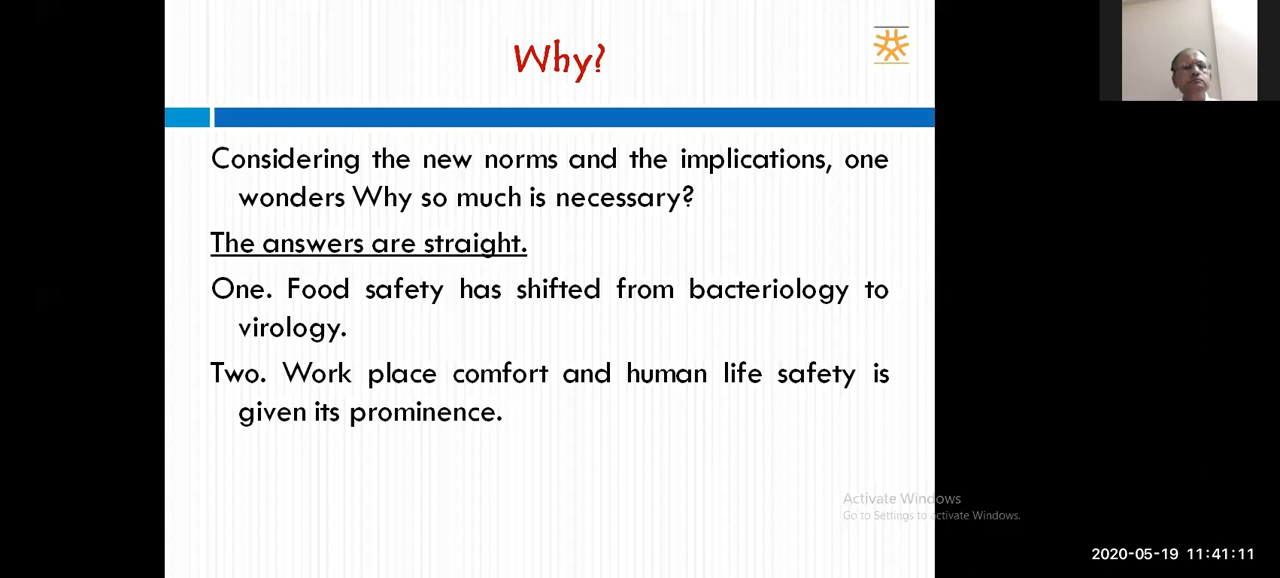 Why?
Considering the new norms and the implications, one
wonders Why so much is necessary?
The answers are straight.
One. Food safety has shifted from bacteriology to
virology.
Two. Work place comfort and human life safety is
given its prominence.
Activate Windows
Go to Settings to activate Windows.
2020-05-19 11:41:11